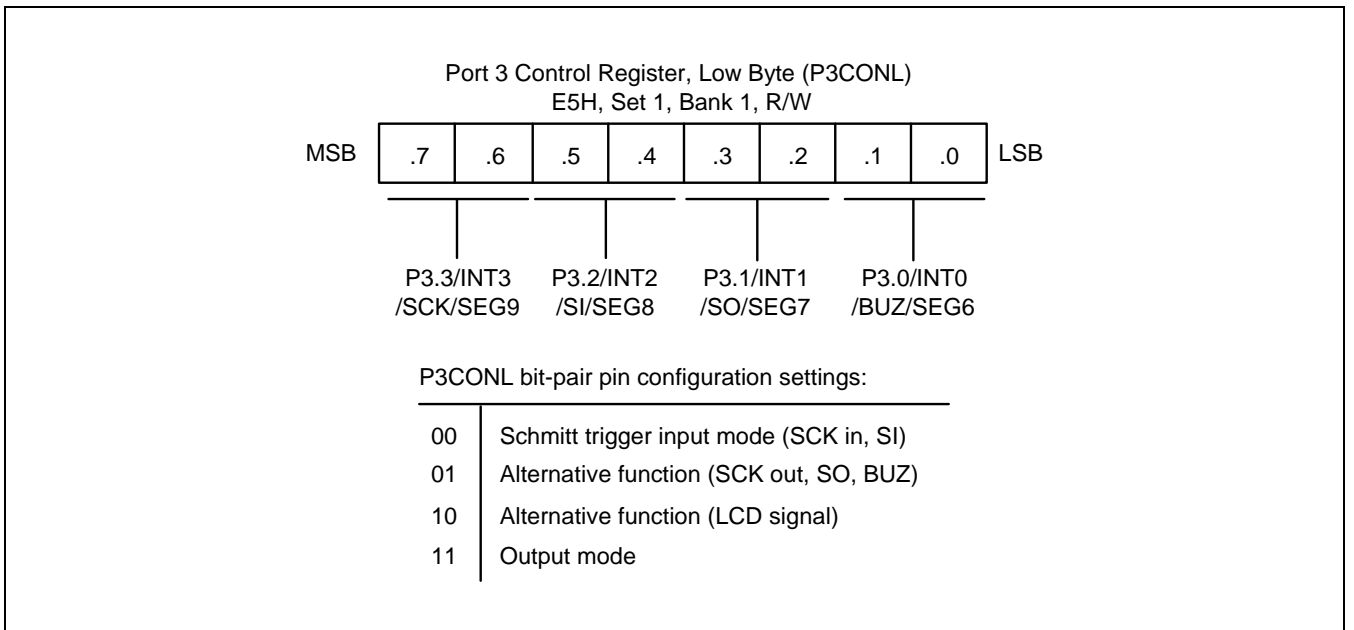 Port 3 Control Register, Low Byte (P3CONL)
E5H, Set 1, Bank 1, R/W
MSB .7 .6 .5 .4 .3 .2 .1 .0 LSB
P3.3/INT3 P3.2/INT2 P3.1/INT1 P3.0/INT0
/SCK/SEG9 /SI/SEG8 /SO/SEG7 /BUZ/SEG6
P3CONL bit-pair pin configuration settings:
00 Schmitt trigger input mode (SCK in, SI)
01 Alternative function (SCK out, SO, BUZ)
10 Alternative function (LCD signal)
11 Output mode